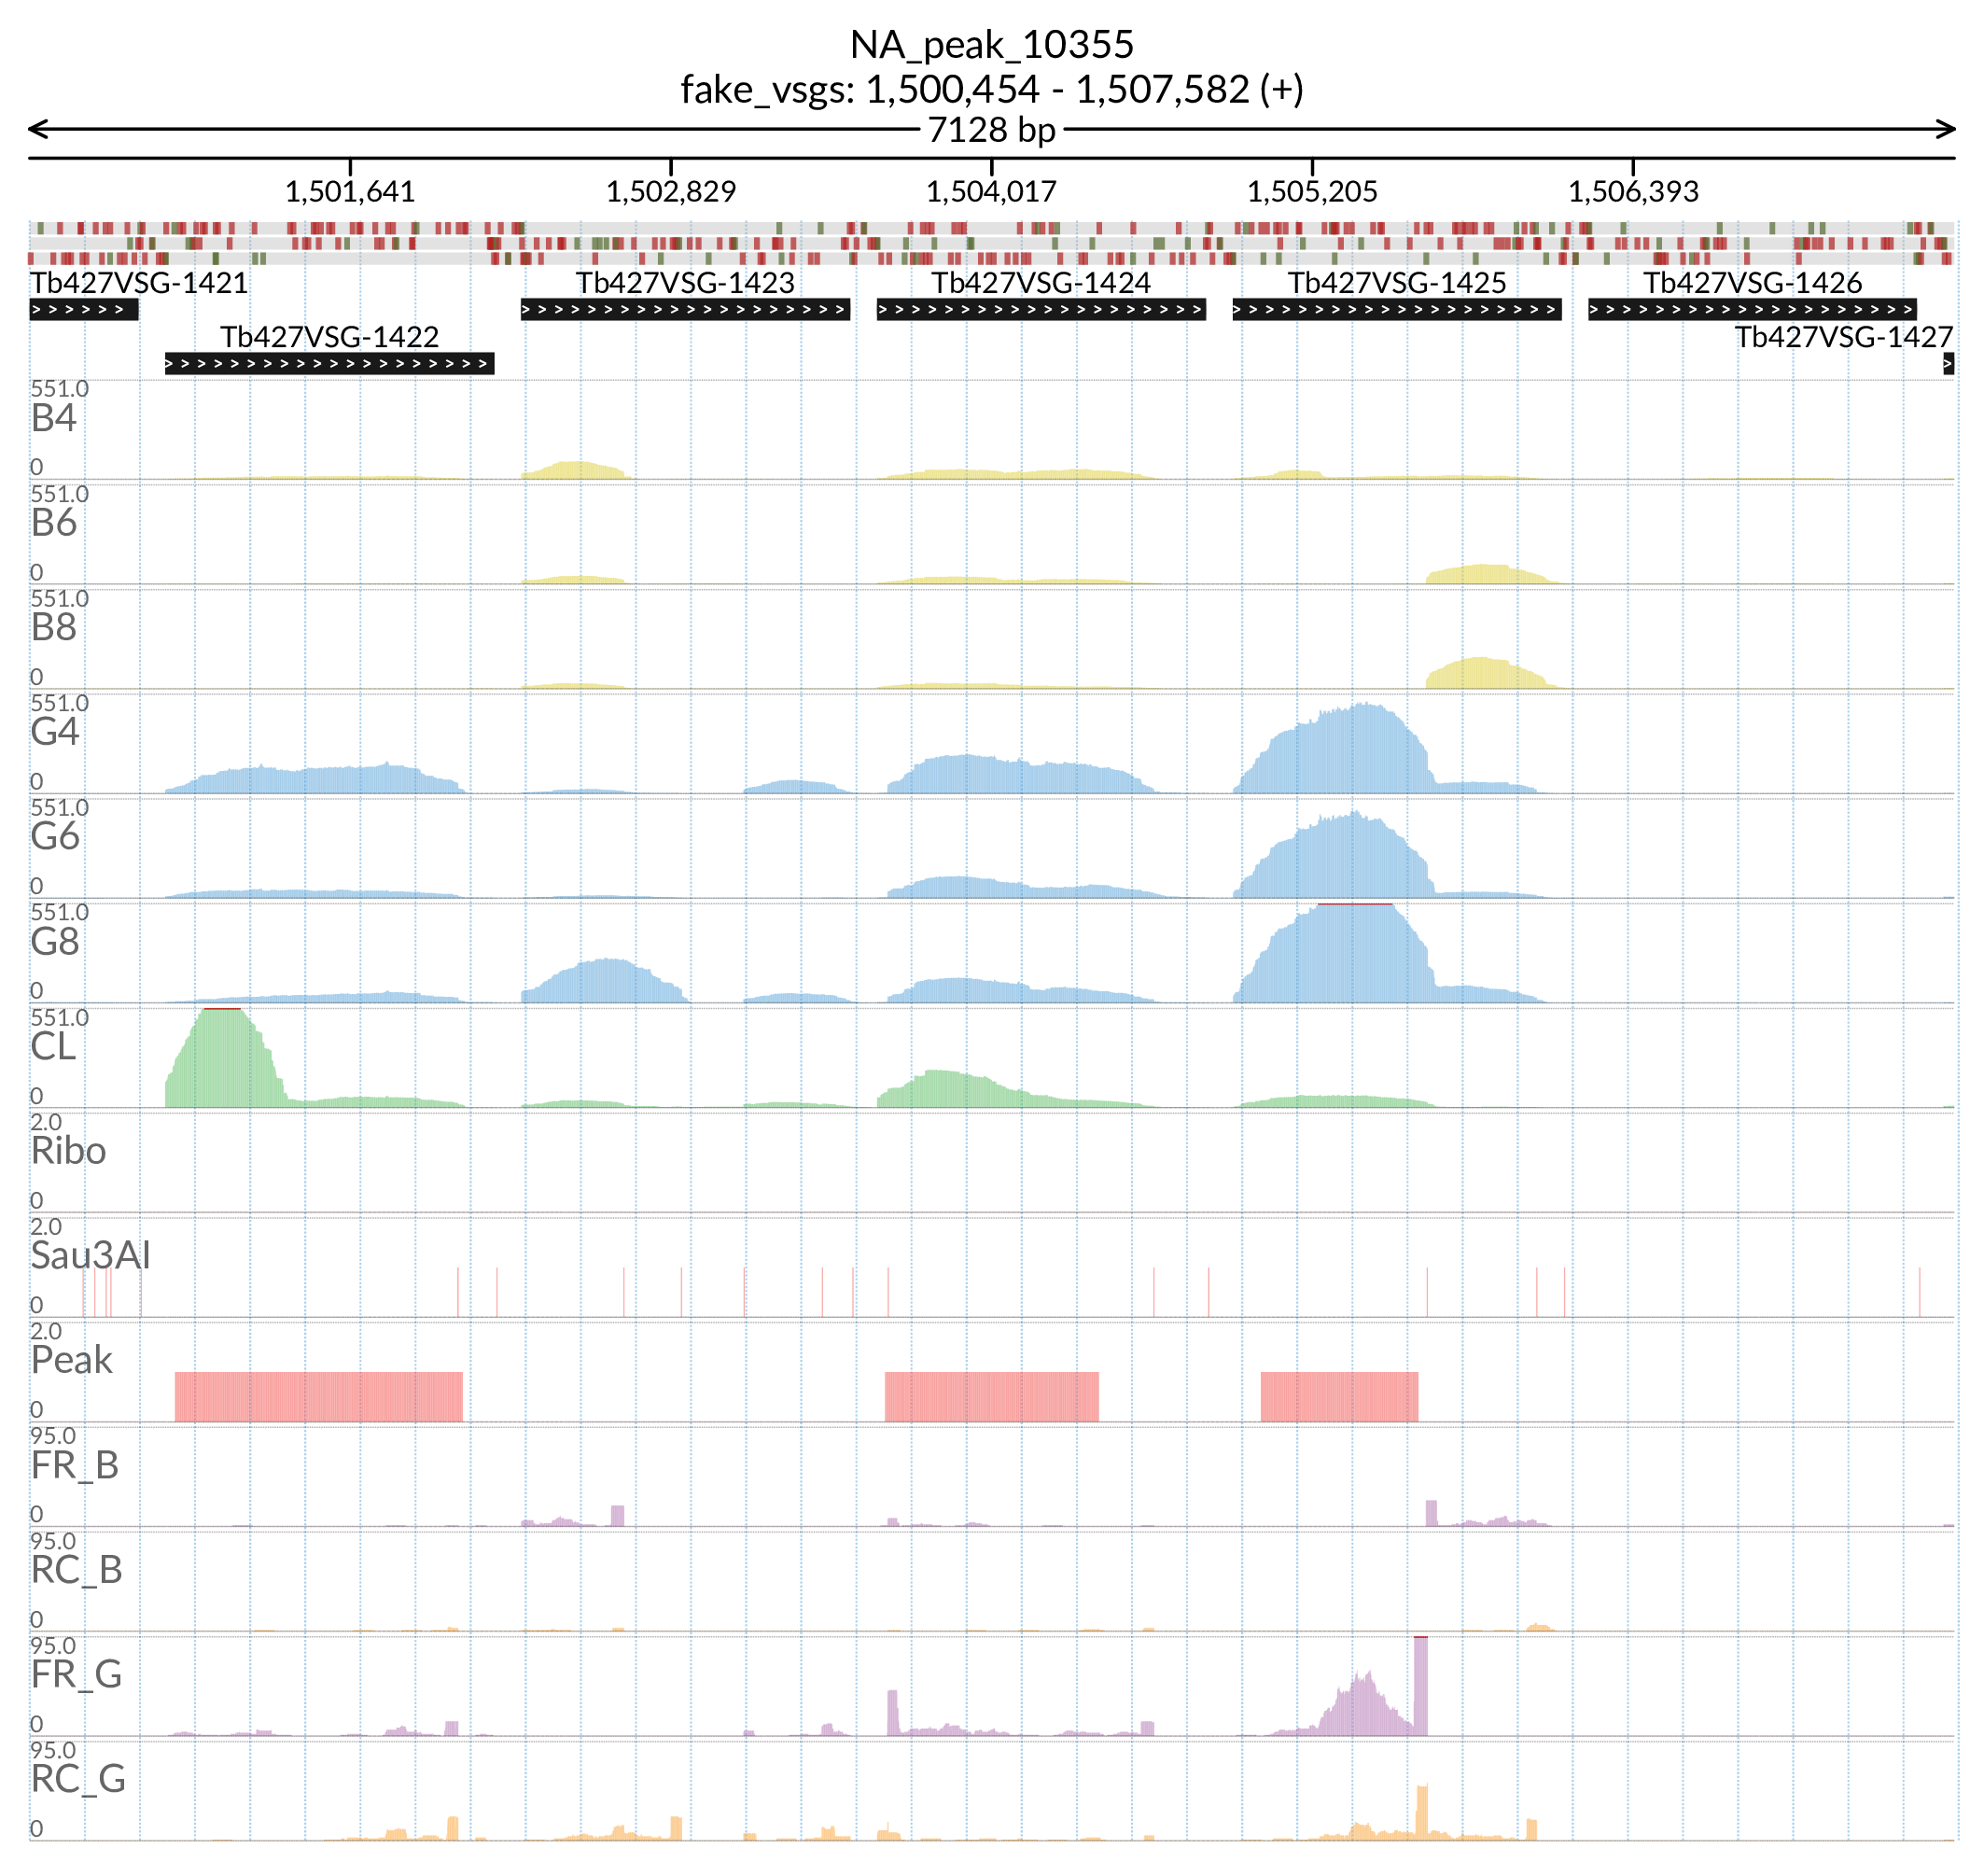 NA_peak_10355
fake_vsgs: 1,500,454 - 1,507,582 (+)
7128 bp
1,501,641 1,502,829 1,504,017 1,505,205 1,506,393
Tb427VSG-1421 Tb427VSG-1423 Tb427VSG-1424 Tb427VSG-1425 Tb427VSG-1426
Tb427VSG-1422 Tb427VSG-1427
551.0
B4
0
551.0
B6
0
551.0
B8
0
551.0
G4
0
551.0
G6
0
551.0
G8
0
551.0
CL
0
2.0
Ribo
0
2.0
Sau3AI
0
2.0
Peak
0
95.0
FR_B
0
95.0
RC_B
0
95.0
FR_G
0
95.0
RC_G
0